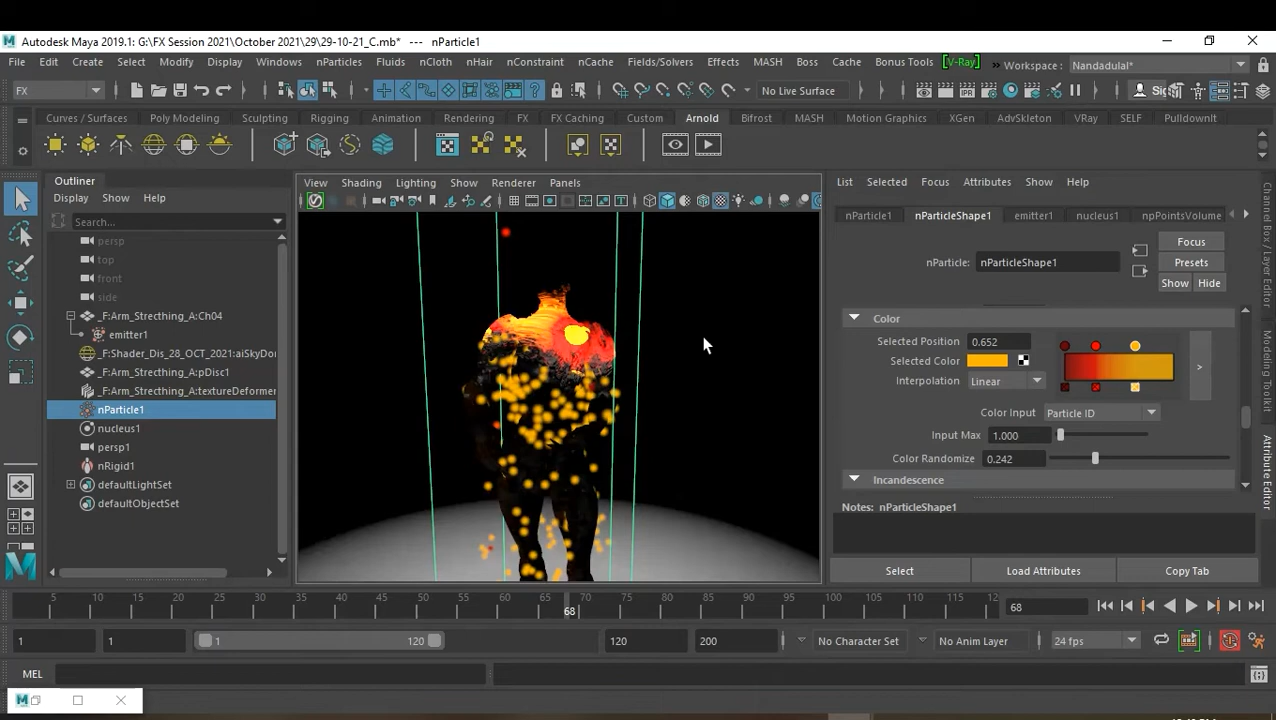 Autodesk Maya 2019.1: G:\FX Session 2021\October 2021\29\29-10-21_C.mb* --- nParticle1
File Edit Create Select Modify Display Windows nParticles Fluids nCloth nHair nConstraint nCache Fields/Solvers Effects MASH Boss Cache Bonus Tools [V-Ray] » Workspace : Nandadulal*
FX No Live Surface
Curves / Surfaces Poly Modeling Sculpting Rigging Animation Rendering FX FX Caching Custom Arnold Bifrost MASH Motion Graphics XGen AdvSkeleton VRay SELF PulldownIt
Outliner
Display Show Help
Search...
persp
top
front
side
_F:Arm_Strecthing_A:Ch04
emitter1
_F:Shader_Dis_28_OCT_2021:aiSkyDor
_F:Arm_Strecthing_A:pDisc1
_F:Arm_Strecthing_A:textureDeformer
nParticle1
nucleus1
persp1
nRigid1
defaultLightSet
defaultObjectSet
View Shading Lighting Show Renderer Panels
List Selected Focus Attributes Show Help
nParticle1 nParticleShape1 emitter1 nucleus1 npPointsVolume
Focus
nParticle: nParticleShape1 Presets
Show Hide
Color
Selected Position 0.652
Selected Color
Interpolation Linear >
Color Input Particle ID
Input Max 1.000
Color Randomize 0.242
Incandescence
Notes: nParticleShape1
Select Load Attributes Copy Tab
Channel Box / Layer Editor
Modeling Toolkit
Attribute Editor
5 10 15 20 25 30 35 40 45 50 55 60 65 68 70 75 80 85 90 95 100 105 110 115 12 68
1 1 1 120 120 200 No Character Set No Anim Layer 24 fps
MEL